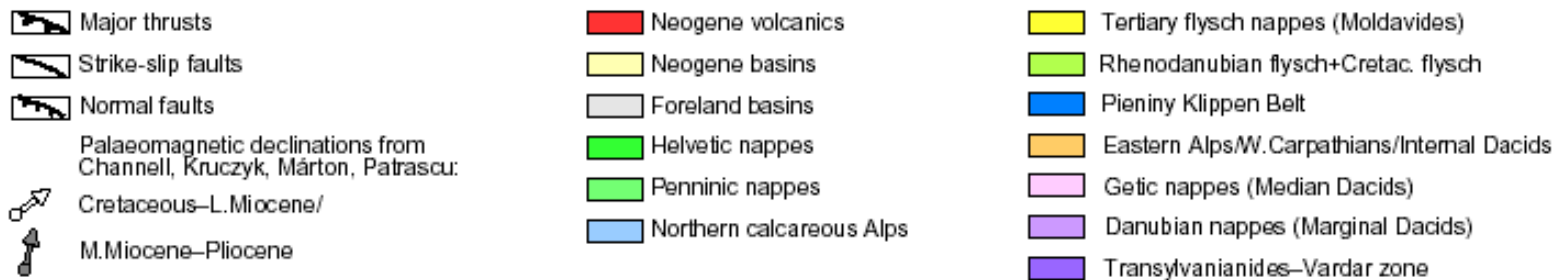 Major thrusts
Strike-slip faults
Normal faults
Palaeomagnetic declinations from
Channell, Kruczyk, Márton, Patrascu:
Cretaceous–L.Miocene/
M.Miocene–Pliocene
Neogene volcanics
Neogene basins
Foreland basins
Helvetic nappes
Penninic nappes
Northern calcareous Alps
Tertiary flysch nappes (Moldavides)
Rhenodanubian flysch+Cretac. flysch
Pieniny Klippen Belt
Eastern Alps/W.Carpathians/Internal Dacids
Getic nappes (Median Dacids)
Danubian nappes (Marginal Dacids)
Transylvanianides–Vardar zone